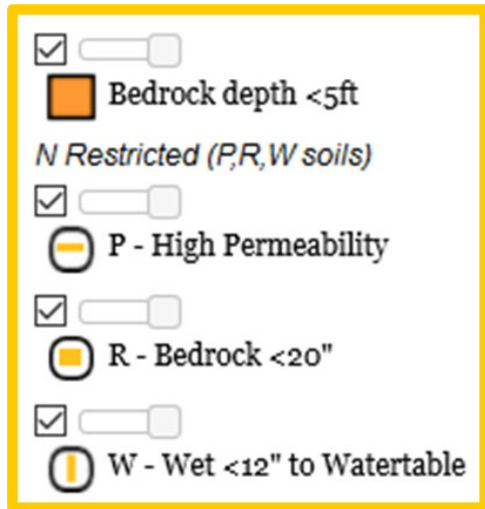 Bedrock depth <5ft
N Restricted (P,R,W soils)
P - High Permeability
R - Bedrock <20"
W - Wet <12" to Watertable